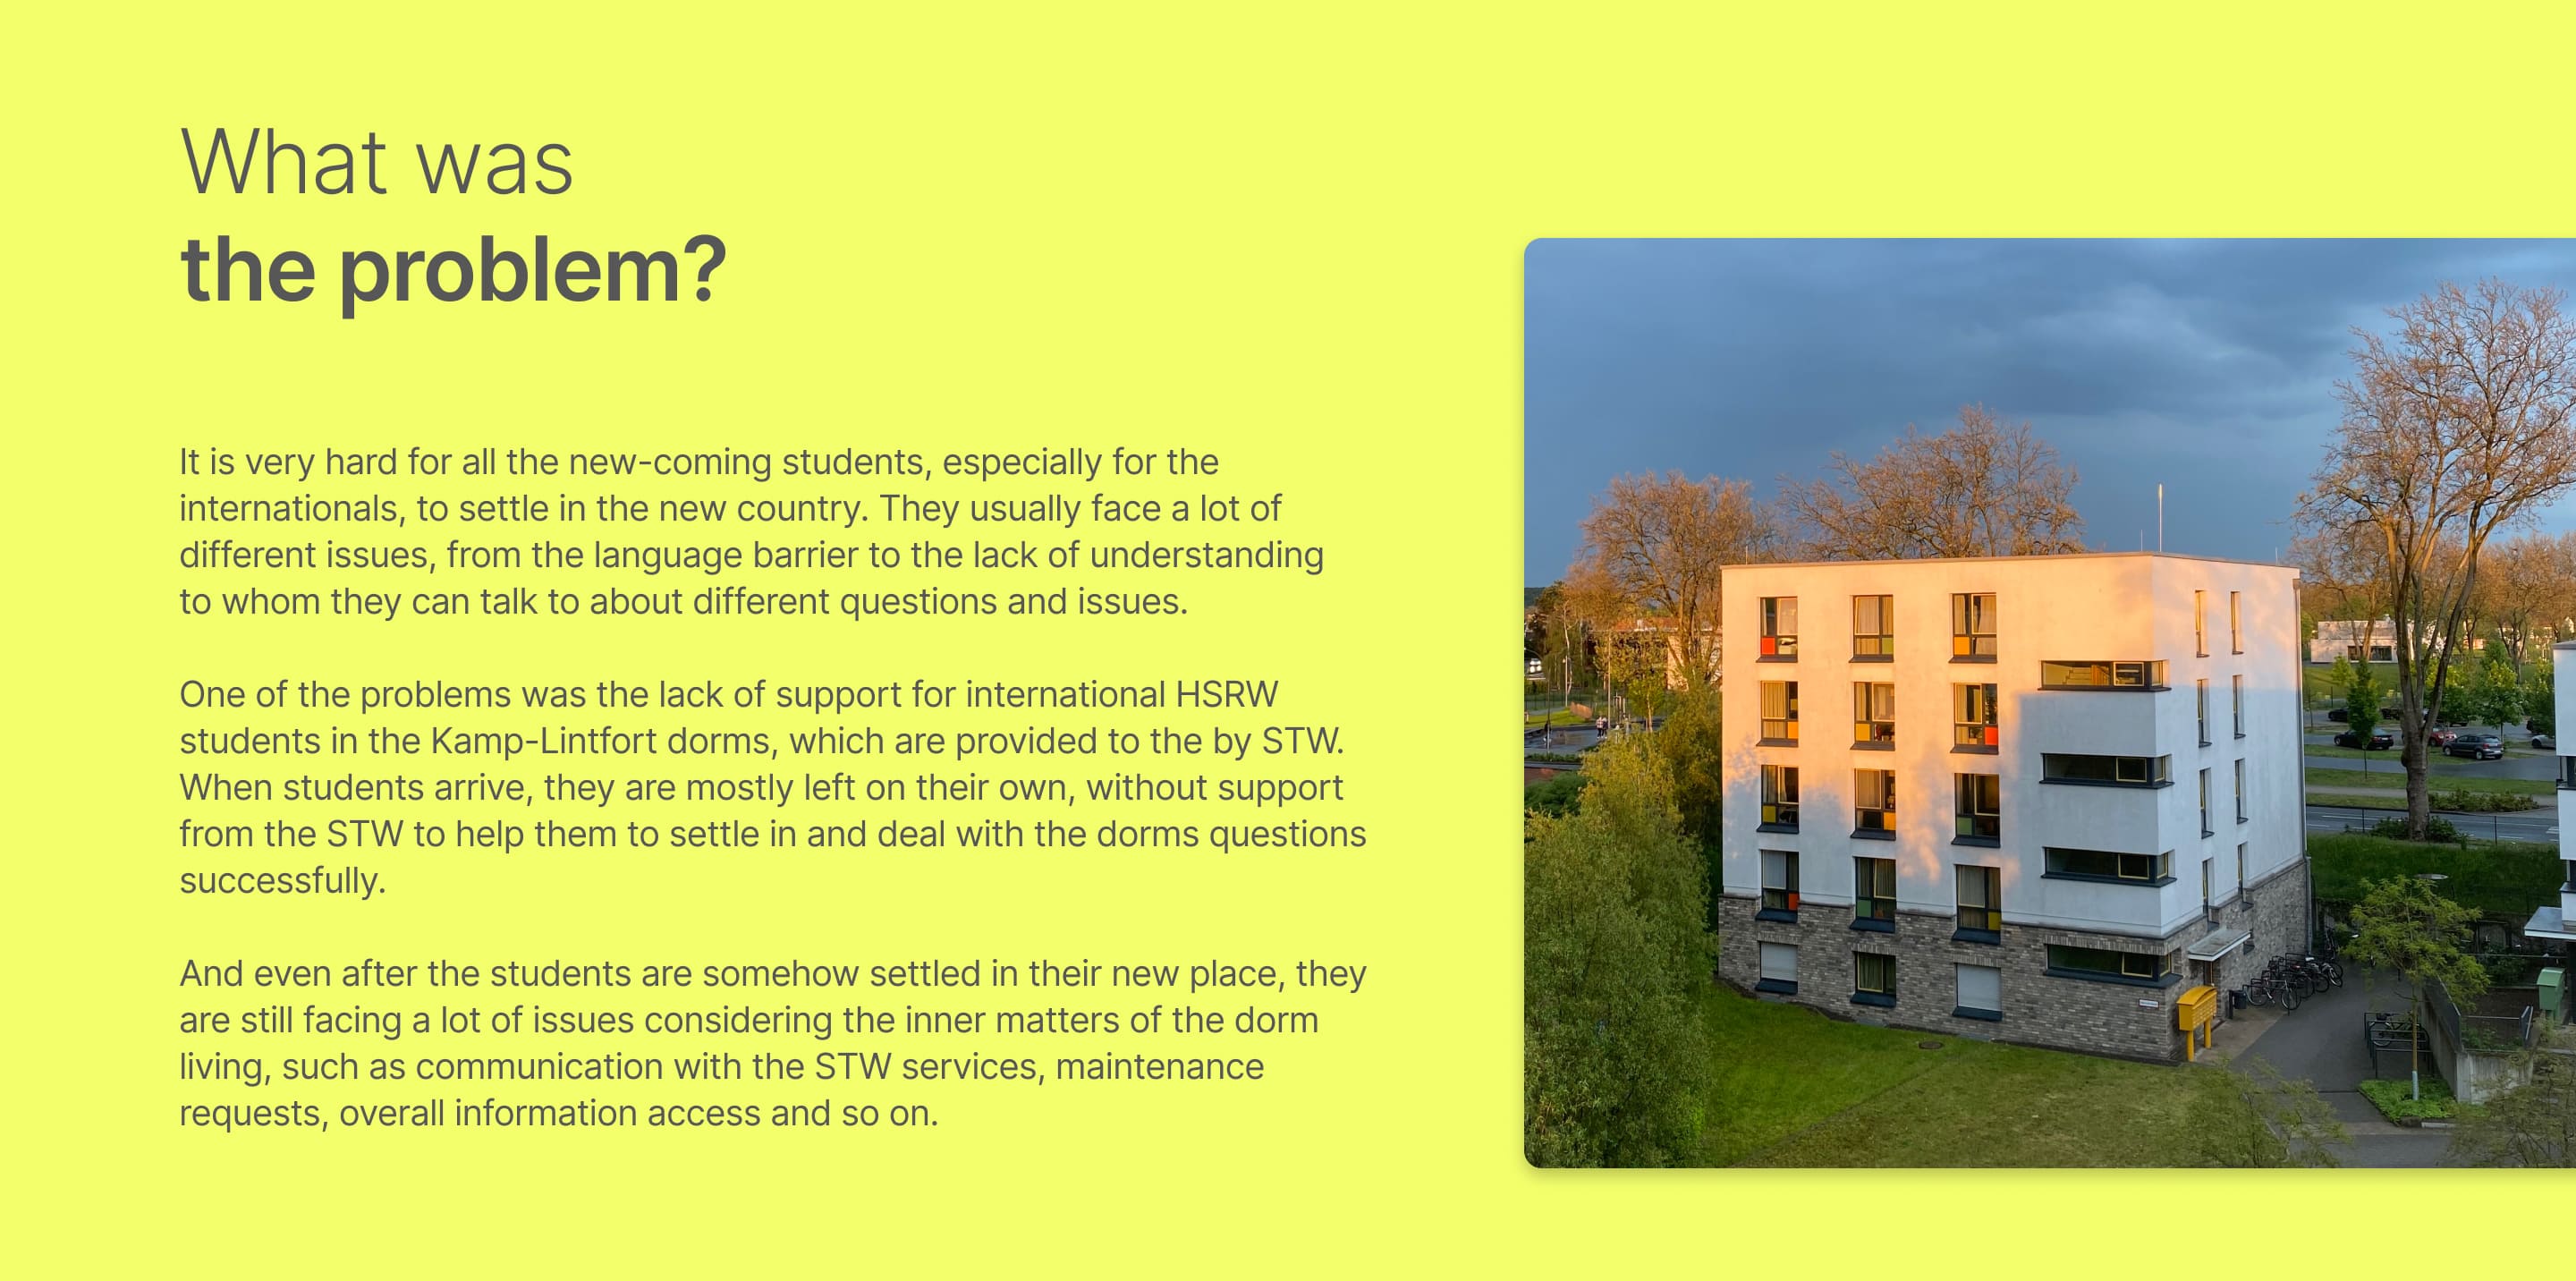 What was
the problem?
It is very hard for all the new-coming students, especially for the
internationals, to settle in the new country. They usually face a lot of
different issues, from the language barrier to the lack of understanding
to whom they can talk to about different questions and issues.
One of the problems was the lack of support for international HSRW
students in the Kamp-Lintfort dorms, which are provided to the by STW.
When students arrive, they are mostly left on their own, without support
from the STW to help them to settle in and deal with the dorms questions
successfully.
And even after the students are somehow settled in their new place, they
are still facing a lot of issues considering the inner matters of the dorm
living, such as communication with the STW services, maintenance
requests, overall information access and so on.